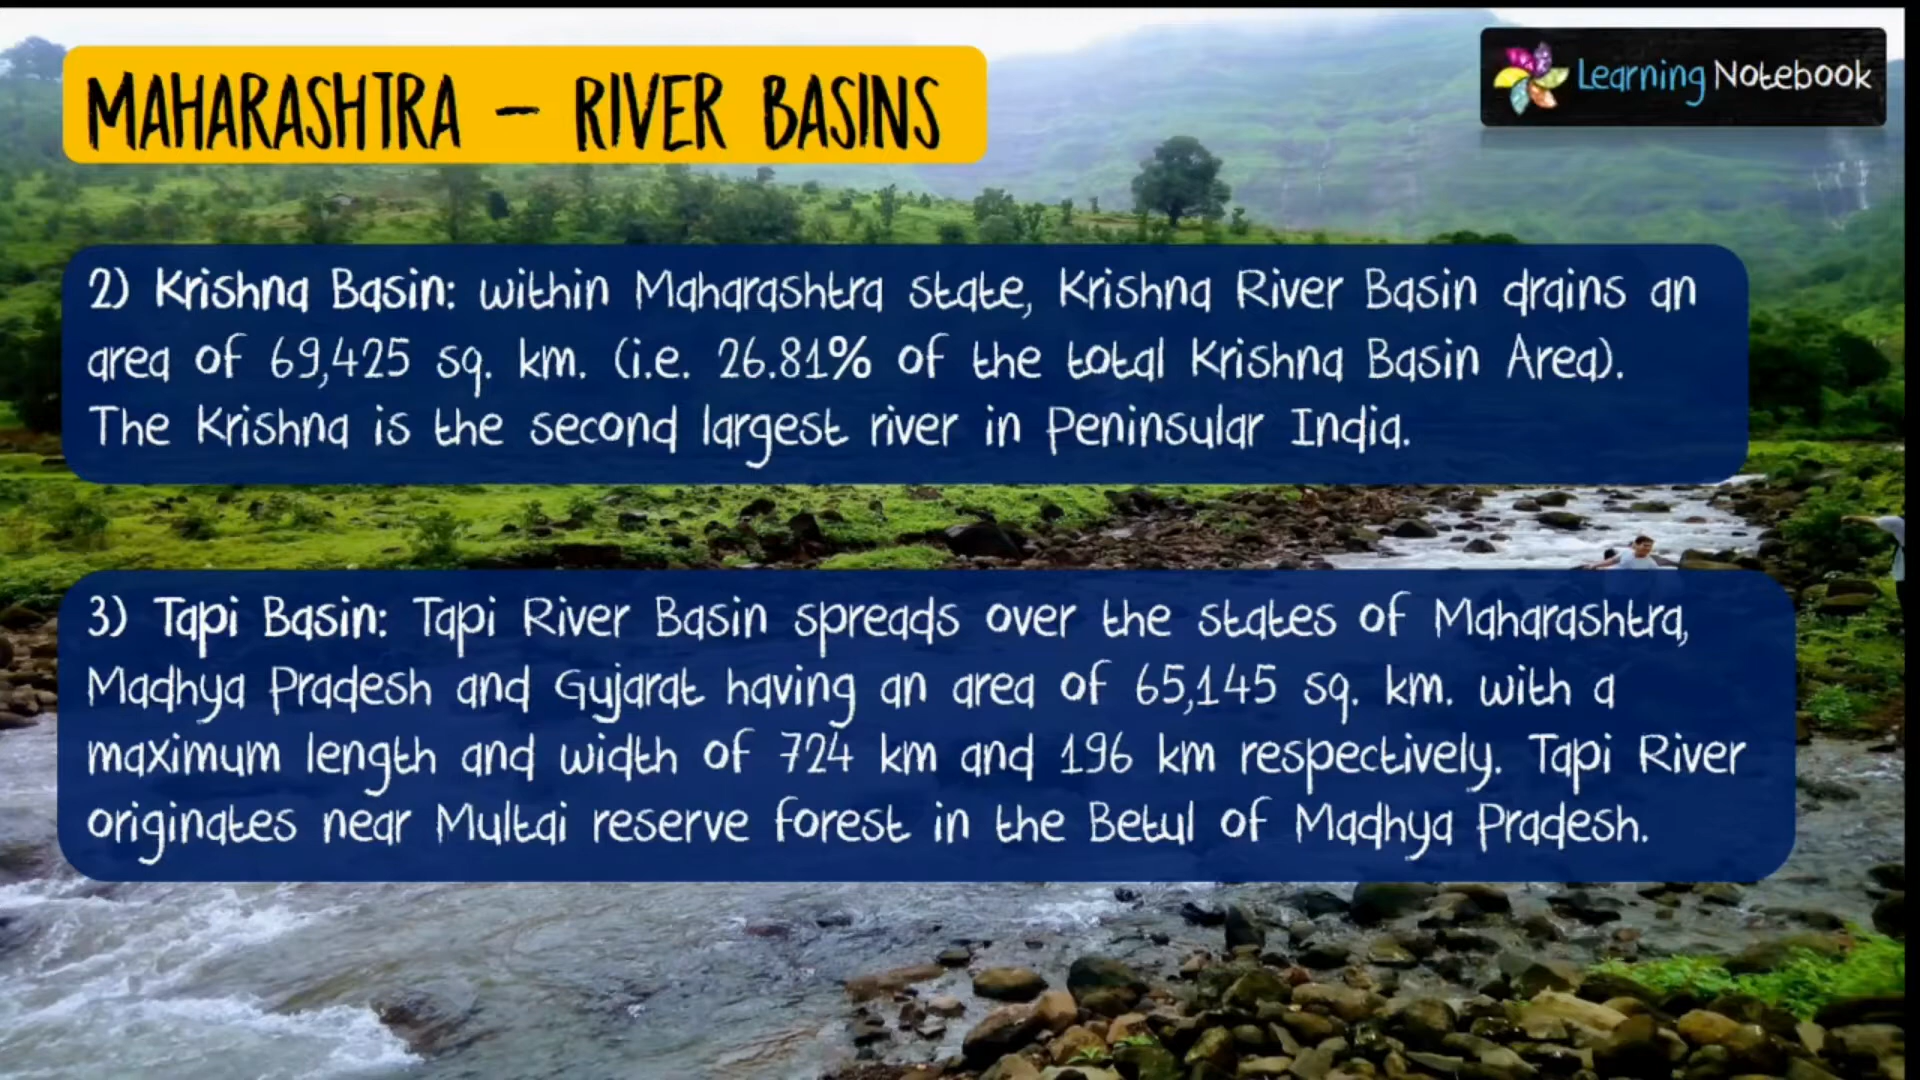 MAHARASHTRA - RIVER BASINS
Learning Notebook
2) Krishna Basin: within Maharashtra state, Krishna River Basin drains an
area of 69,425 sq. km. (i.e. 26.81% of the total Krishna Basin Area).
The Krishna is the second largest river in Peninsular India.
3) Tapi Basin: Tapi River Basin spreads over the states of Maharashtra,
Madhya Pradesh and Gujarat having an area of 65,145 sq. km. with a
maximum length and width of 724 km and 196 km respectively. Tapi River
originates near Multai reserve forest in the Betul of Madhya Pradesh.